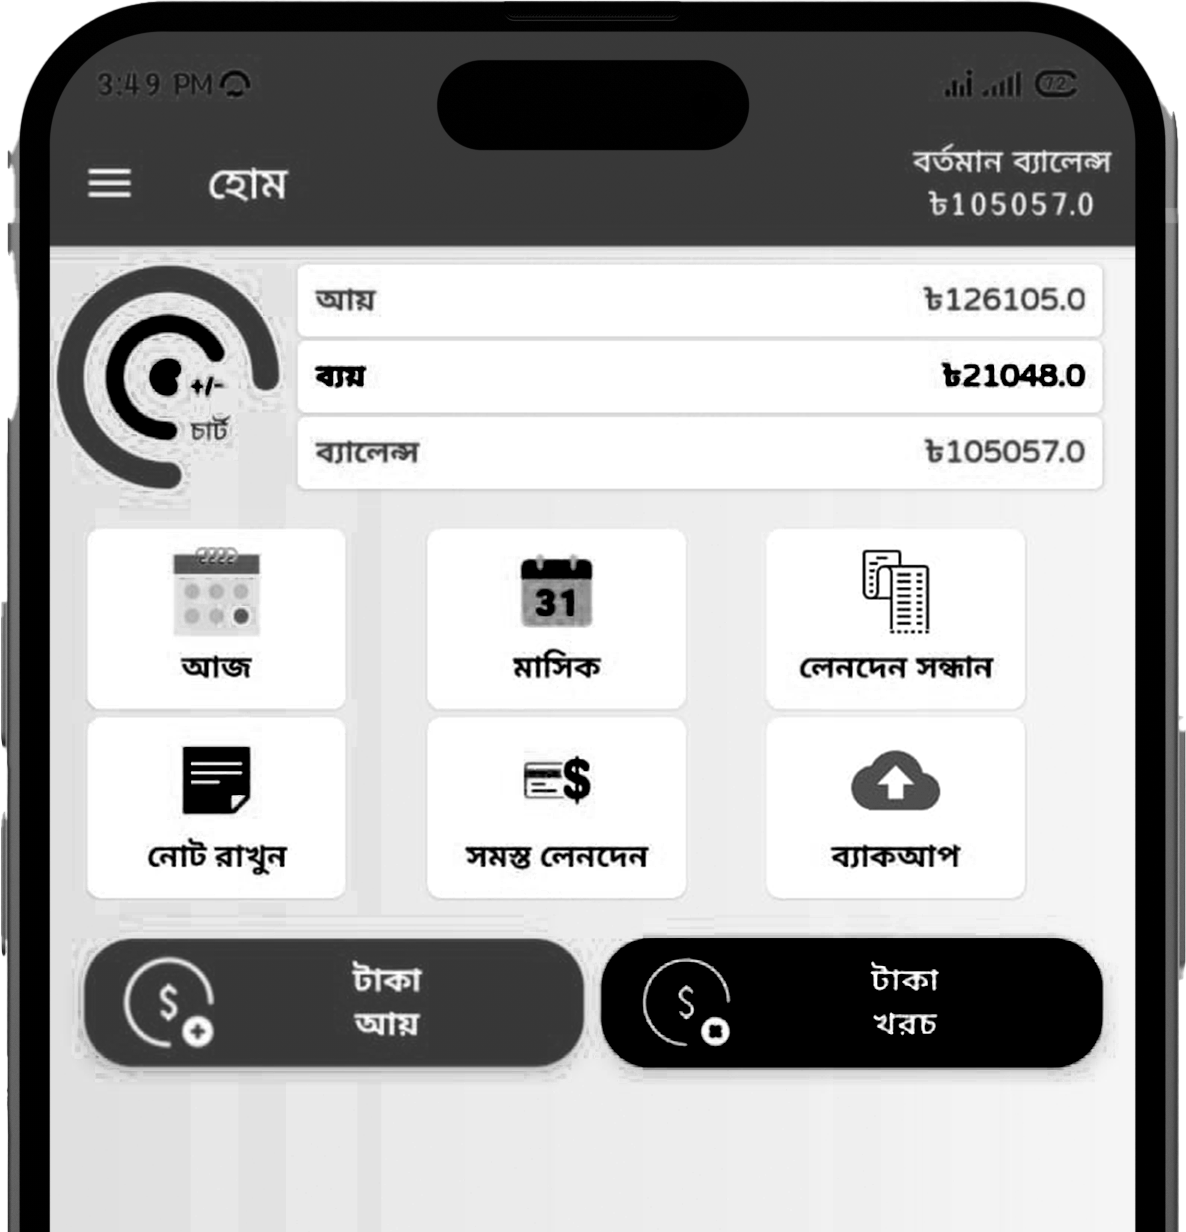 3:49 PM
72
হোম
বর্তমান ব্যালেন্স
৳105057.0
আয় ৳126105.0
ব্যয় ৳21048.0
ব্যালেন্স ৳105057.0
+/-
চার্ট
31
আজ মাসিক লেনদেন সন্ধান
$
নোট রাখুন সমস্ত লেনদেন ব্যাকআপ
$ টাকা
আয়
$ টাকা
খরচ